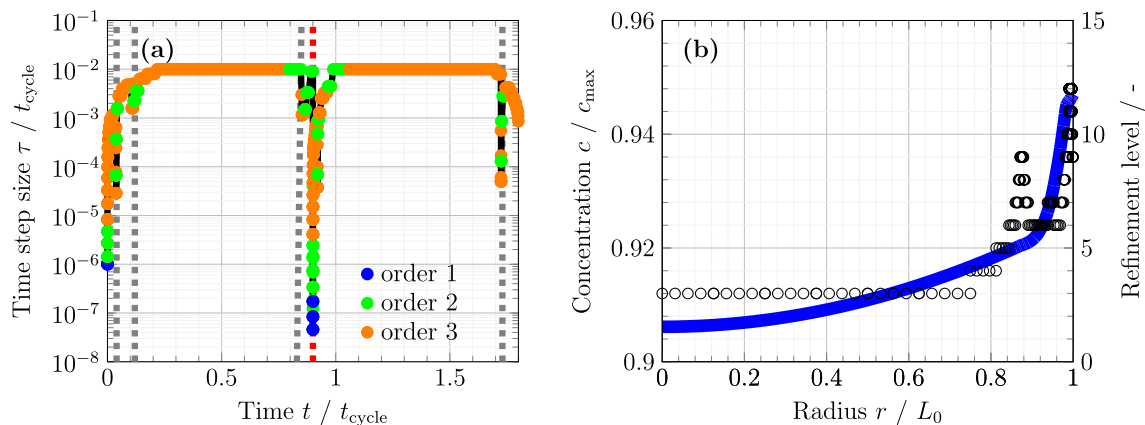 (a)
10⁻¹
10⁻²
10⁻³
10⁻⁴
10⁻⁵
10⁻⁶
10⁻⁷
10⁻⁸
Time step size τ / t_cycle
order 1
order 2
order 3
0 0.5 1 1.5
Time t / t_cycle
(b)
0.96
0.94
0.92
0.9
Concentration c / c_max
15
10
5
0
Refinement level / -
0 0.2 0.4 0.6 0.8 1
Radius r / L₀